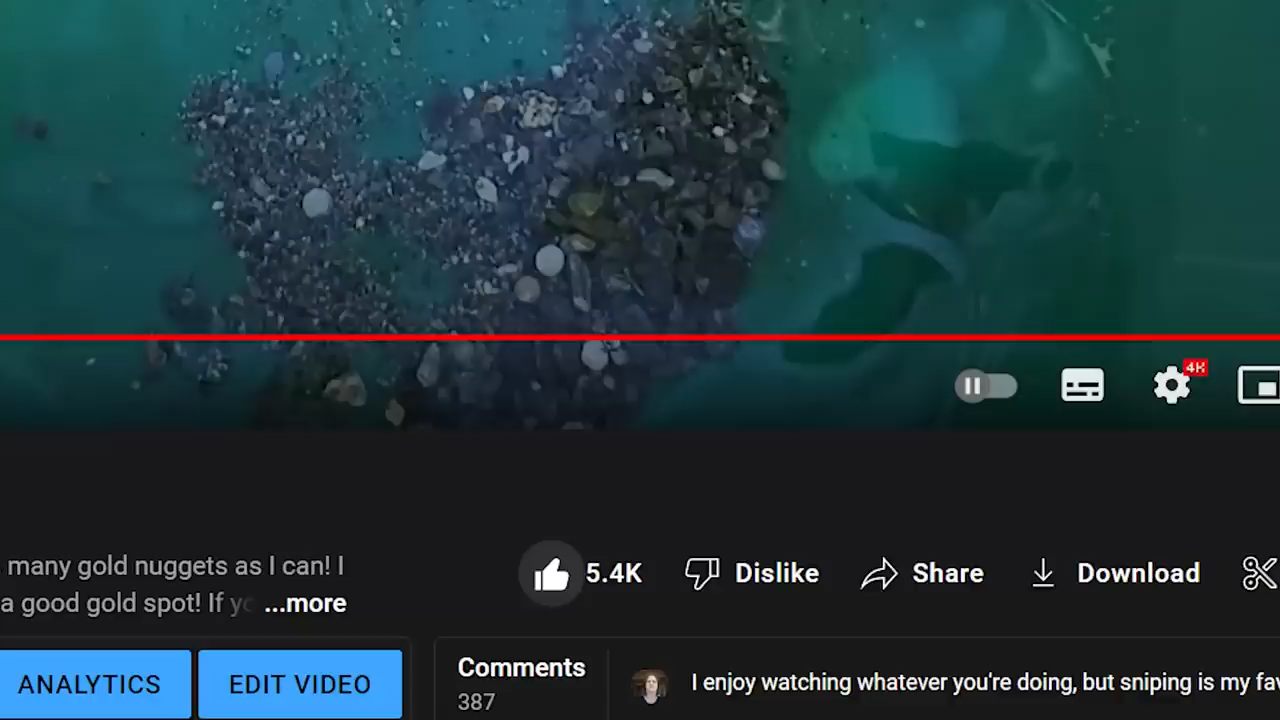 4K
many gold nuggets as I can! I
a good gold spot! If yo ...more
5.4K Dislike Share Download
ANALYTICS EDIT VIDEO
Comments
387
I enjoy watching whatever you're doing, but sniping is my fav